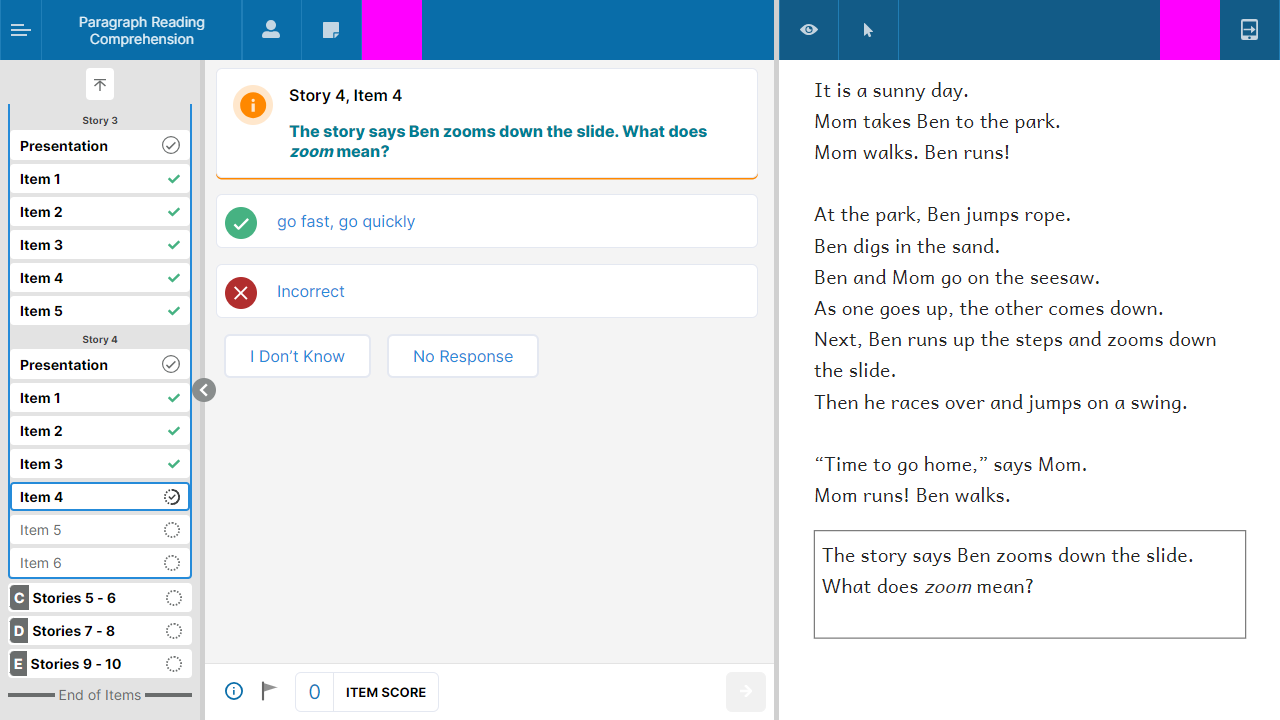 Paragraph Reading
Comprehension
Story 3
Presentation
Item 1
Item 2
Item 3
Item 4
Item 5
Story 4
Presentation
Item 1
Item 2
Item 3
Item 4
Item 5
Item 6
C Stories 5 - 6
D Stories 7 - 8
E Stories 9 - 10
End of Items
Story 4, Item 4
The story says Ben zooms down the slide. What does
zoom mean?
go fast, go quickly
Incorrect
I Don’t Know
No Response
0 ITEM SCORE
It is a sunny day.
Mom takes Ben to the park.
Mom walks. Ben runs!
At the park, Ben jumps rope.
Ben digs in the sand.
Ben and Mom go on the seesaw.
As one goes up, the other comes down.
Next, Ben runs up the steps and zooms down
the slide.
Then he races over and jumps on a swing.
“Time to go home,” says Mom.
Mom runs! Ben walks.
The story says Ben zooms down the slide.
What does zoom mean?